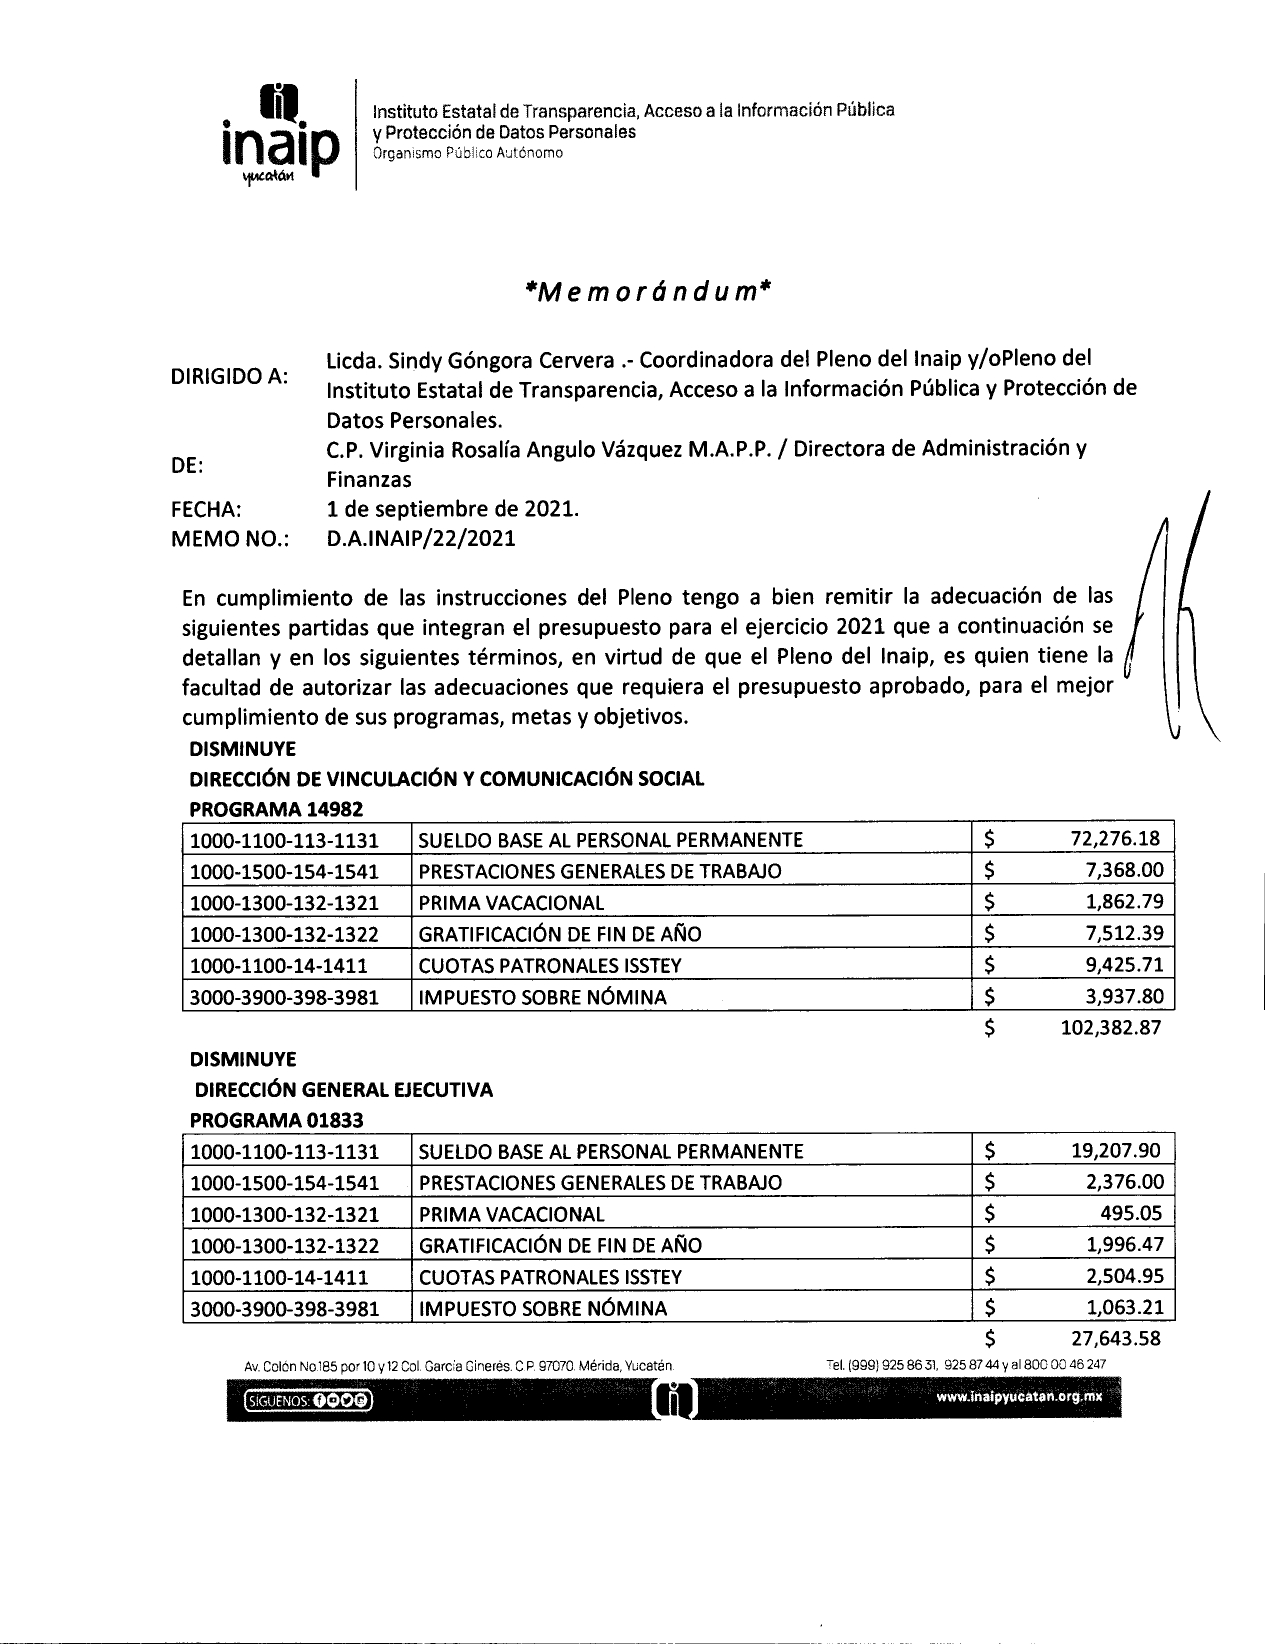 inaip
yucatán
Instituto Estatal de Transparencia, Acceso a la Información Pública
y Protección de Datos Personales
Organismo Público Autónomo
*Memorándum*
DIRIGIDO A: Licda. Sindy Góngora Cervera .- Coordinadora del Pleno del Inaip y/oPleno del
Instituto Estatal de Transparencia, Acceso a la Información Pública y Protección de
Datos Personales.
DE: C.P. Virginia Rosalía Angulo Vázquez M.A.P.P. / Directora de Administración y
Finanzas
FECHA: 1 de septiembre de 2021.
MEMO NO.: D.A.INAIP/22/2021
En cumplimiento de las instrucciones del Pleno tengo a bien remitir la adecuación de las
siguientes partidas que integran el presupuesto para el ejercicio 2021 que a continuación se
detallan y en los siguientes términos, en virtud de que el Pleno del Inaip, es quien tiene la
facultad de autorizar las adecuaciones que requiera el presupuesto aprobado, para el mejor
cumplimiento de sus programas, metas y objetivos.
DISMINUYE
DIRECCIÓN DE VINCULACIÓN Y COMUNICACIÓN SOCIAL
PROGRAMA 14982
1000-1100-113-1131 SUELDO BASE AL PERSONAL PERMANENTE $ 72,276.18
1000-1500-154-1541 PRESTACIONES GENERALES DE TRABAJO $ 7,368.00
1000-1300-132-1321 PRIMA VACACIONAL $ 1,862.79
1000-1300-132-1322 GRATIFICACIÓN DE FIN DE AÑO $ 7,512.39
1000-1100-14-1411 CUOTAS PATRONALES ISSTEY $ 9,425.71
3000-3900-398-3981 IMPUESTO SOBRE NÓMINA $ 3,937.80
$ 102,382.87
DISMINUYE
DIRECCIÓN GENERAL EJECUTIVA
PROGRAMA 01833
1000-1100-113-1131 SUELDO BASE AL PERSONAL PERMANENTE $ 19,207.90
1000-1500-154-1541 PRESTACIONES GENERALES DE TRABAJO $ 2,376.00
1000-1300-132-1321 PRIMA VACACIONAL $ 495.05
1000-1300-132-1322 GRATIFICACIÓN DE FIN DE AÑO $ 1,996.47
1000-1100-14-1411 CUOTAS PATRONALES ISSTEY $ 2,504.95
3000-3900-398-3981 IMPUESTO SOBRE NÓMINA $ 1,063.21
$ 27,643.58
Av. Colón No.185 por 10 y 12 Col. García Ginerés. C P. 97070. Mérida, Yucatán. Tel. (999) 925 86 31, 925 87 44 y al 800 00 46 247
SIGUENOS: www.inaipyucatan.org.mx